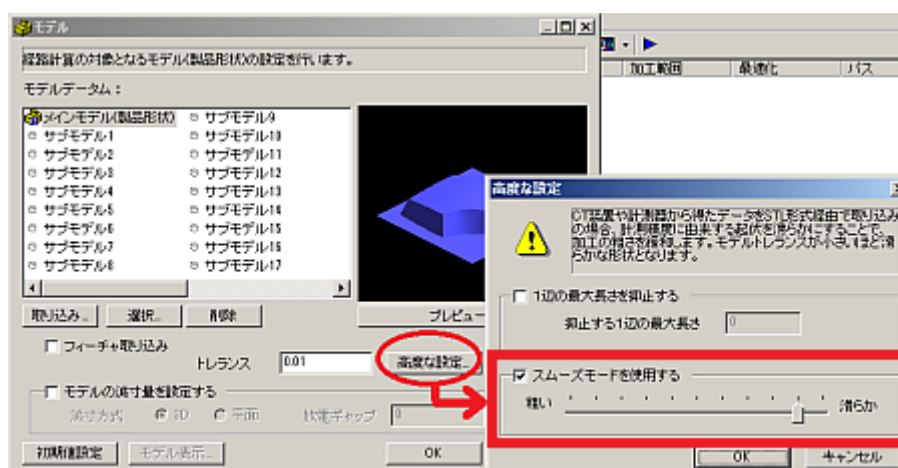 モデル
経路計算の対象となるモデル(製品形状)の設定を行います。
モデルデータム：
メインモデル(製品形状)
サブモデル1
サブモデル2
サブモデル3
サブモデル4
サブモデル5
サブモデル6
サブモデル7
サブモデル8
サブモデル9
サブモデル10
サブモデル11
サブモデル12
サブモデル13
サブモデル14
サブモデル15
サブモデル16
サブモデル17
取り込み...
選択...
削除
プレビュー
フィーチャ取り込み
トレランス 0.01
高度な設定...
モデルの減寸量を設定する
減寸方式 3D 平面
放電ギャップ 0
初期値設定
モデル表示...
OK
加工範囲 最適化 パス
高度な設定
CT装置や計測器から得たデータをSTL形式経由で取り込み
の場合、計測精度に由来する起伏を滑らかにすることで、
加工の粗さを緩和します。モデルトレランスが小さいほど滑
らかな形状となります。
1辺の最大長さを抑止する
抑止する1辺の最大長さ 0
スムーズモードを使用する
粗い
滑らか
OK
キャンセル